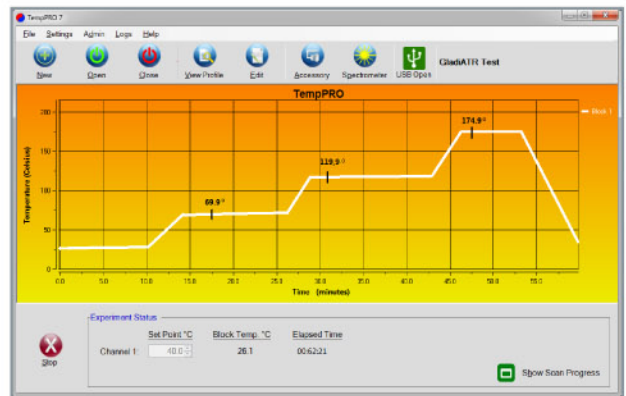 TempPRO 7
File Settings Admin Logs Help
New Open Close View Profile Edit Accessory Spectrometer USB Open GladiATR Test
TempPRO
Block 1
200
174.9°
150
119.9°
100
69.9°
50
0
Temperature (Celsius)
0.0 5.0 10.0 15.0 20.0 25.0 30.0 35.0 40.0 45.0 50.0 55.0
Time (minutes)
Experiment Status
Set Point °C Block Temp. °C Elapsed Time
Channel 1: 40.0 26.1 00:62:21
Stop
Show Scan Progress